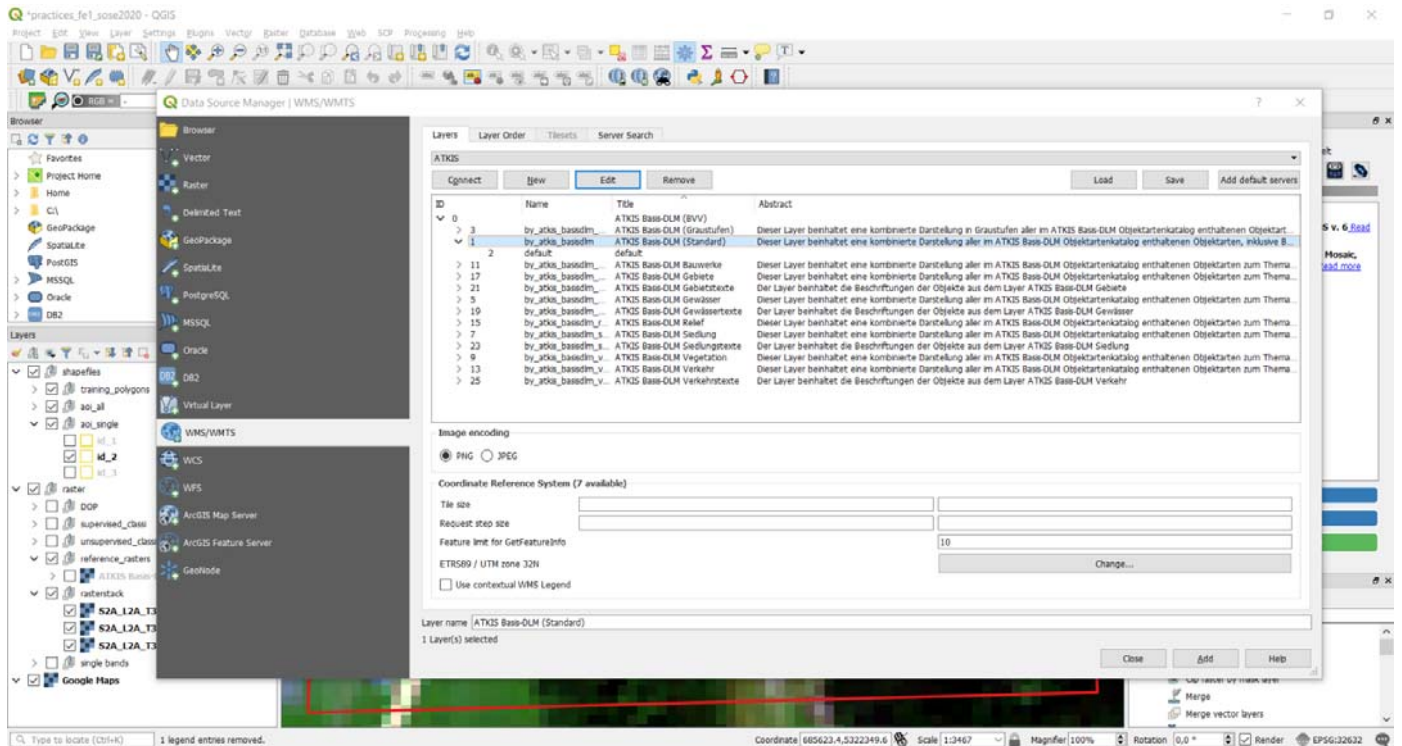 *practices_fe1_sose2020 - QGIS
Project Edit View Layer Settings Plugins Vector Raster Database Web SCP Processing Help
RGB =
Browser
Favorites
Project Home
Home
C:\
GeoPackage
SpatiaLite
PostGIS
MSSQL
Oracle
DB2
Layers
shapefiles
training_polygons
aoi_all
aoi_single
id_1
id_2
id_3
raster
DOP
supervised_classi
unsupervised_class
reference_rasters
ATKIS Basis-
rasterstack
S2A_L2A_T3
S2A_L2A_T3
S2A_L2A_T3
single bands
Google Maps
Data Source Manager | WMS/WMTS
Browser
Vector
Raster
Delimited Text
GeoPackage
SpatiaLite
PostgreSQL
MSSQL
Oracle
DB2
Virtual Layer
WMS/WMTS
WCS
WFS
ArcGIS Map Server
ArcGIS Feature Server
GeoNode
Layers Layer Order Tilesets Server Search
ATKIS
Connect New Edit Remove Load Save Add default servers
ID Name Title Abstract
0 ATKIS Basis-DLM (BVV)
3 by_atkis_basisdlm_... ATKIS Basis-DLM (Graustufen) Dieser Layer beinhaltet eine kombinierte Darstellung in Graustufen aller im ATKIS Basis-DLM Objektartenkatalog enthaltenen Objektart...
1 by_atkis_basisdlm ATKIS Basis-DLM (Standard) Dieser Layer beinhaltet eine kombinierte Darstellung aller im ATKIS Basis-DLM Objektartenkatalog enthaltenen Objektarten, inklusive B...
2 default default
11 by_atkis_basisdlm_... ATKIS Basis-DLM Bauwerke Dieser Layer beinhaltet eine kombinierte Darstellung aller im ATKIS Basis-DLM Objektartenkatalog enthaltenen Objektarten zum Thema...
17 by_atkis_basisdlm_... ATKIS Basis-DLM Gebiete Dieser Layer beinhaltet eine kombinierte Darstellung aller im ATKIS Basis-DLM Objektartenkatalog enthaltenen Objektarten zum Thema...
21 by_atkis_basisdlm_... ATKIS Basis-DLM Gebietstexte Der Layer beinhaltet die Beschriftungen der Objekte aus dem Layer ATKIS Basis-DLM Gebiete
5 by_atkis_basisdlm_... ATKIS Basis-DLM Gewässer Dieser Layer beinhaltet eine kombinierte Darstellung aller im ATKIS Basis-DLM Objektartenkatalog enthaltenen Objektarten zum Thema...
19 by_atkis_basisdlm_... ATKIS Basis-DLM Gewässertexte Der Layer beinhaltet die Beschriftungen der Objekte aus dem Layer ATKIS Basis-DLM Gewässer
15 by_atkis_basisdlm_r... ATKIS Basis-DLM Relief Dieser Layer beinhaltet eine kombinierte Darstellung aller im ATKIS Basis-DLM Objektartenkatalog enthaltenen Objektarten zum Thema...
7 by_atkis_basisdlm_s... ATKIS Basis-DLM Siedlung Dieser Layer beinhaltet eine kombinierte Darstellung aller im ATKIS Basis-DLM Objektartenkatalog enthaltenen Objektarten zum Thema...
23 by_atkis_basisdlm_s... ATKIS Basis-DLM Siedlungstexte Der Layer beinhaltet die Beschriftungen der Objekte aus dem Layer ATKIS Basis-DLM Siedlung
9 by_atkis_basisdlm_v... ATKIS Basis-DLM Vegetation Dieser Layer beinhaltet eine kombinierte Darstellung aller im ATKIS Basis-DLM Objektartenkatalog enthaltenen Objektarten zum Thema...
13 by_atkis_basisdlm_v... ATKIS Basis-DLM Verkehr Dieser Layer beinhaltet eine kombinierte Darstellung aller im ATKIS Basis-DLM Objektartenkatalog enthaltenen Objektarten zum Thema...
25 by_atkis_basisdlm_v... ATKIS Basis-DLM Verkehrstexte Der Layer beinhaltet die Beschriftungen der Objekte aus dem Layer ATKIS Basis-DLM Verkehr
Image encoding
PNG JPEG
Coordinate Reference System (7 available)
Tile size
Request step size
Feature limit for GetFeatureInfo 10
ETRS89 / UTM zone 32N Change...
Use contextual WMS Legend
Layer name ATKIS Basis-DLM (Standard)
1 Layer(s) selected
Close Add Help
S v. 6 Read
Mosaic,
Clip raster by mask layer
Merge
Merge vector layers
Type to locate (Ctrl+K) 1 legend entries removed. Coordinate 685623.4,5322349.6 Scale 1:3467 Magnifier 100% Rotation 0,0 ° Render EPSG:32632